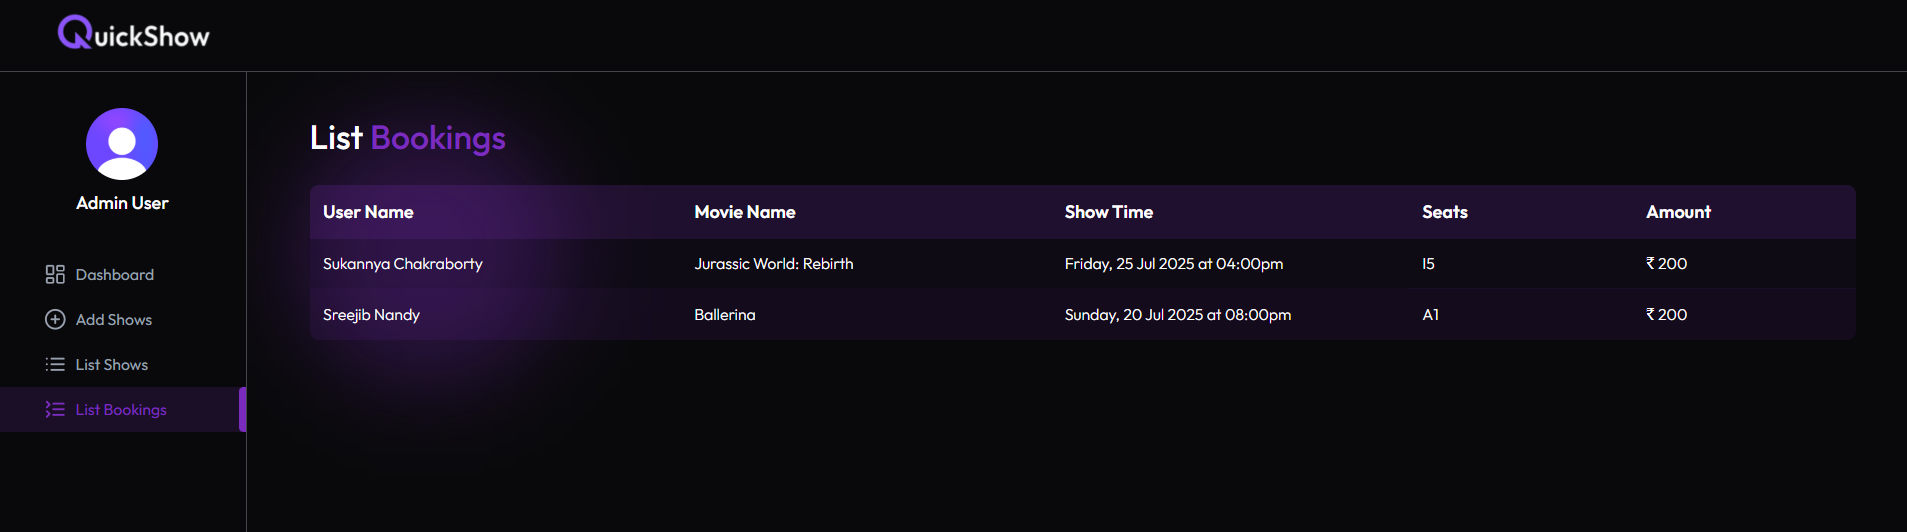 QuickShow
Admin User
Dashboard
Add Shows
List Shows
List Bookings
List Bookings
User Name Movie Name Show Time Seats Amount
Sukannya Chakraborty Jurassic World: Rebirth Friday, 25 Jul 2025 at 04:00pm I5 ₹ 200
Sreejib Nandy Ballerina Sunday, 20 Jul 2025 at 08:00pm A1 ₹ 200